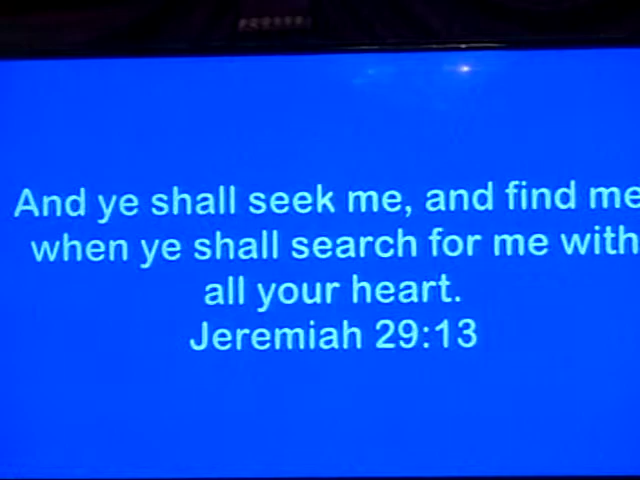 And ye shall seek me, and find me
when ye shall search for me with
all your heart.
Jeremiah 29:13